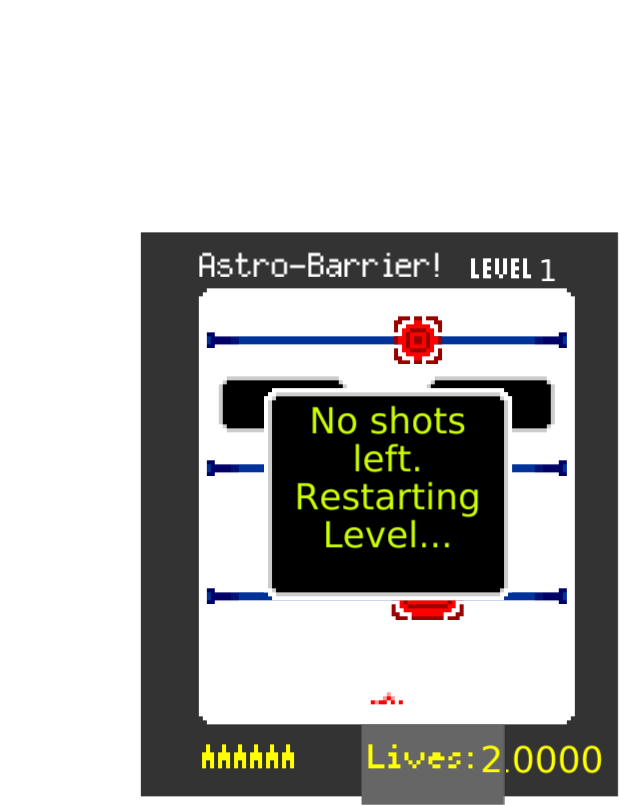 Astro-Barrier! LEVEL 1
No shots
left.
Restarting
Level...
Lives:2.0000